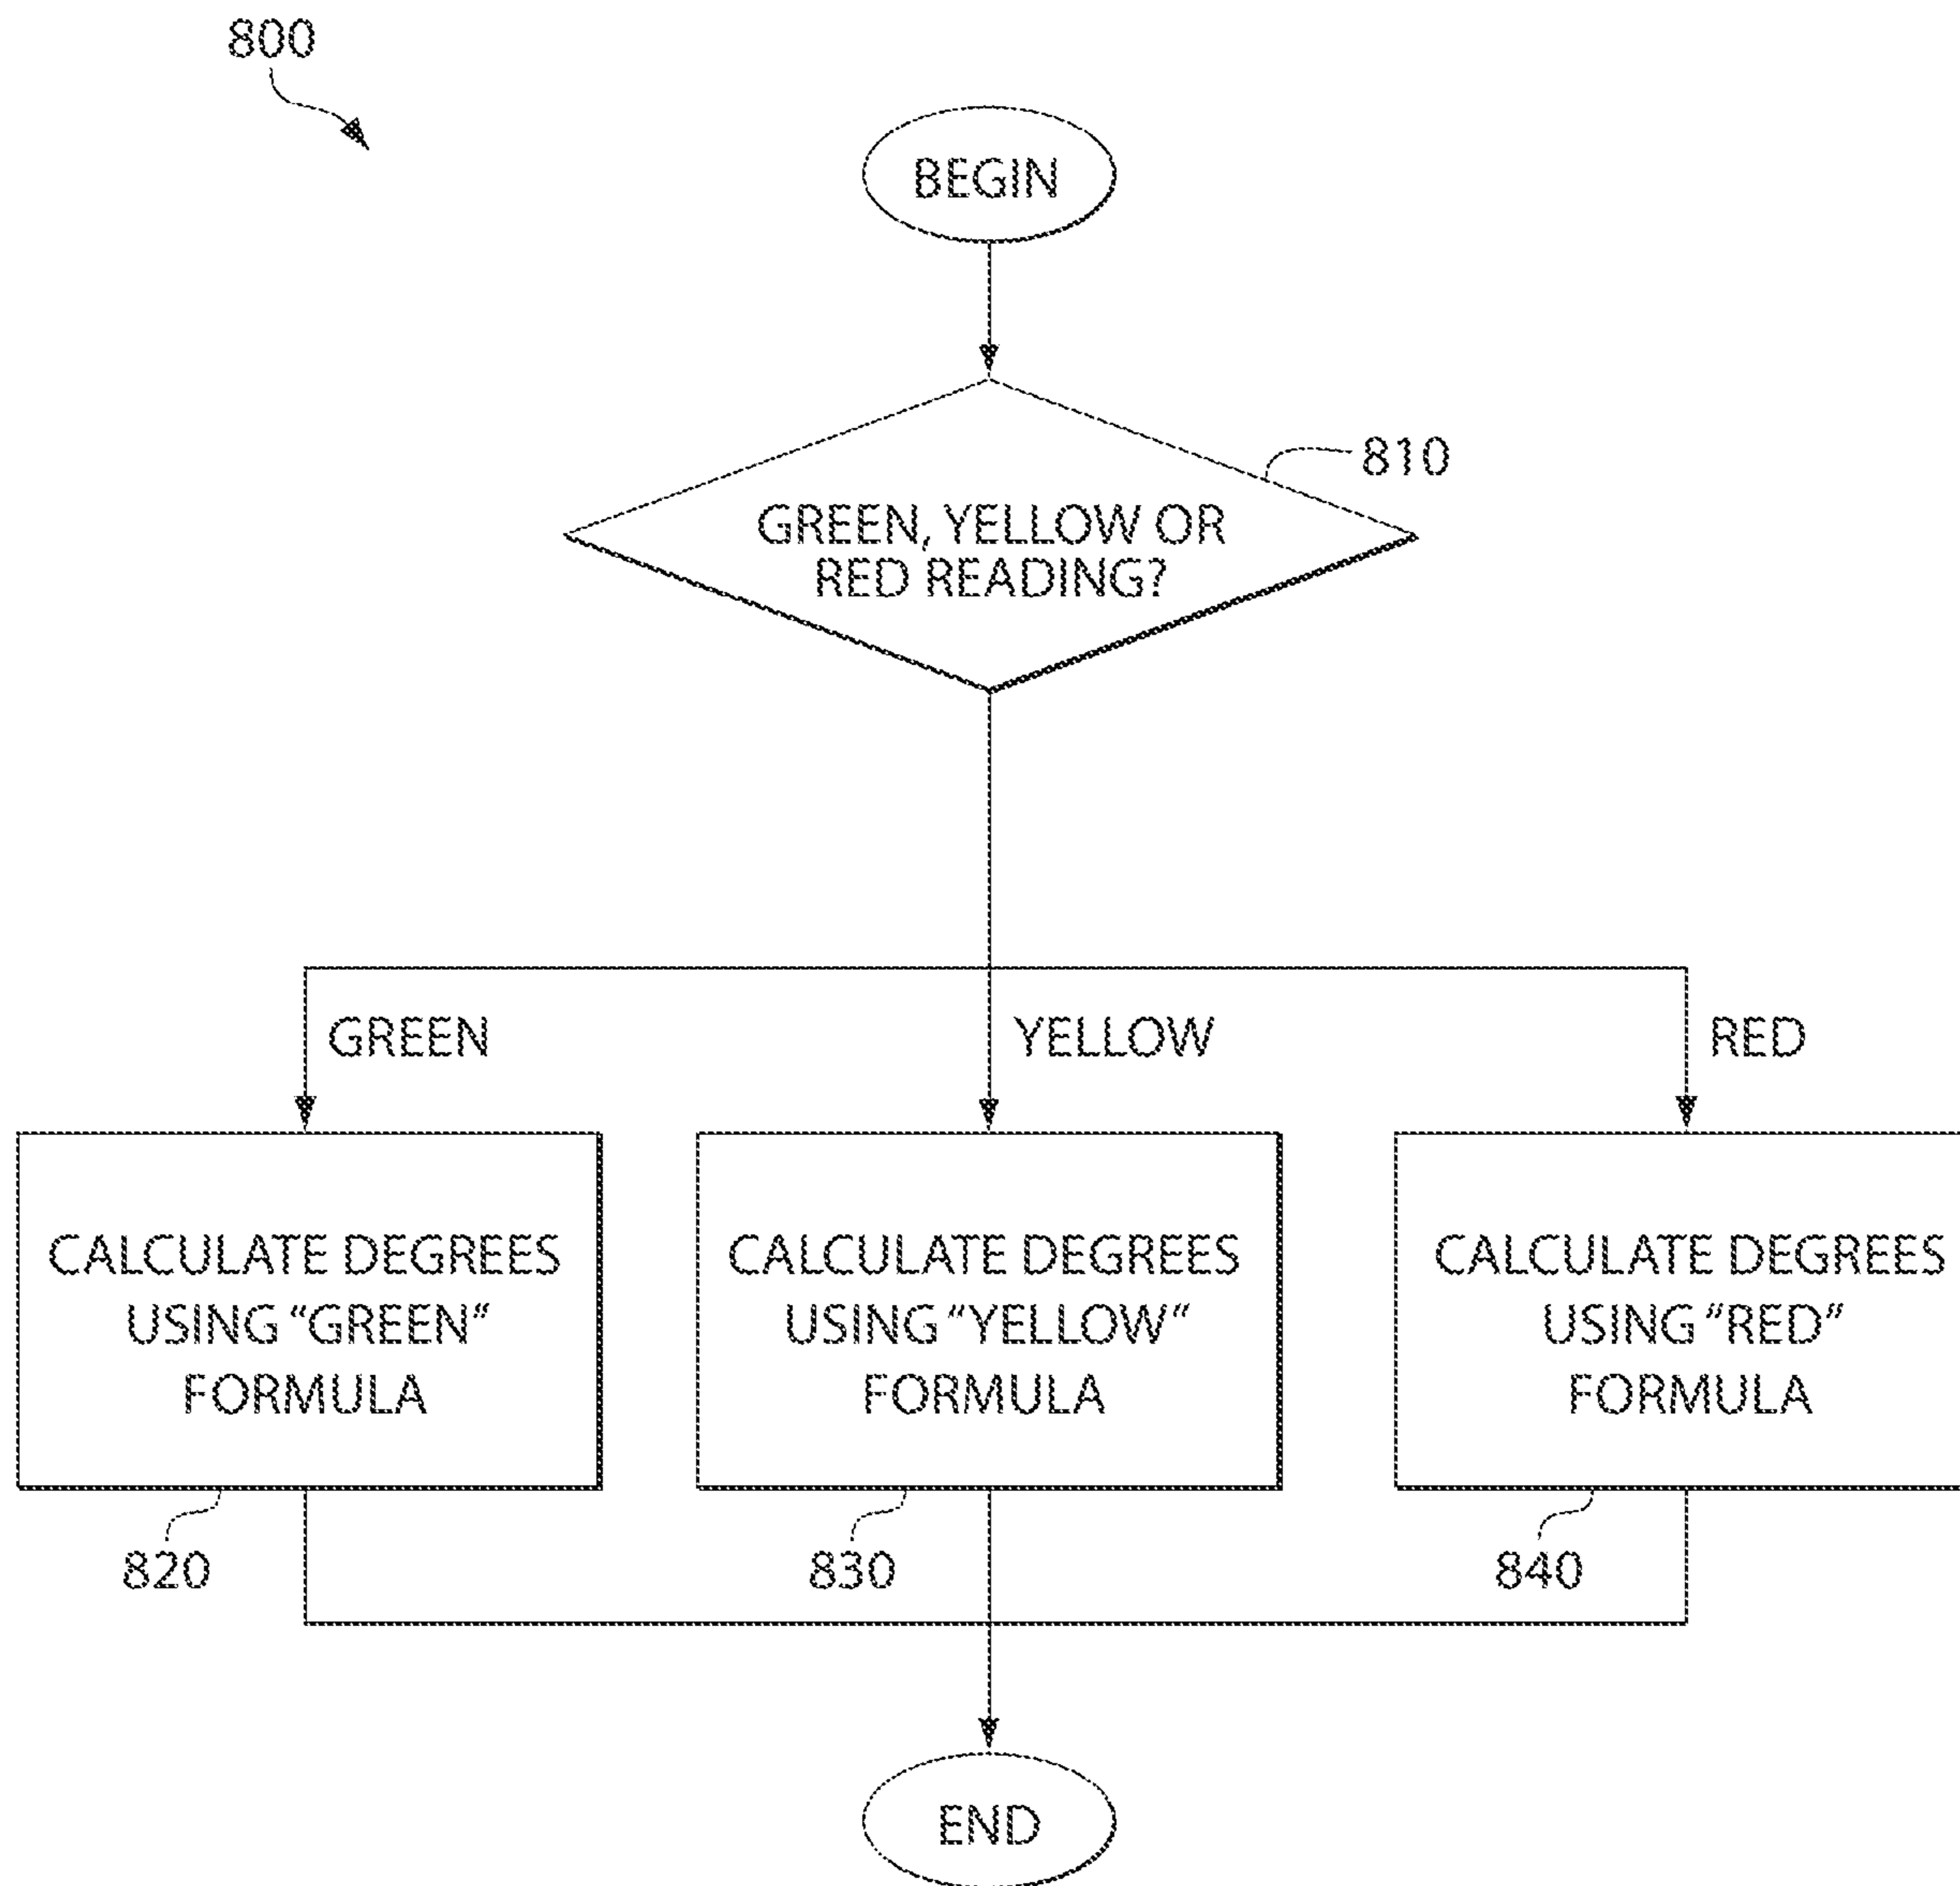 800
BEGIN
810
GREEN, YELLOW OR
RED READING?
GREEN
YELLOW
RED
CALCULATE DEGREES
USING "GREEN"
FORMULA
CALCULATE DEGREES
USING "YELLOW"
FORMULA
CALCULATE DEGREES
USING "RED"
FORMULA
820
830
840
END